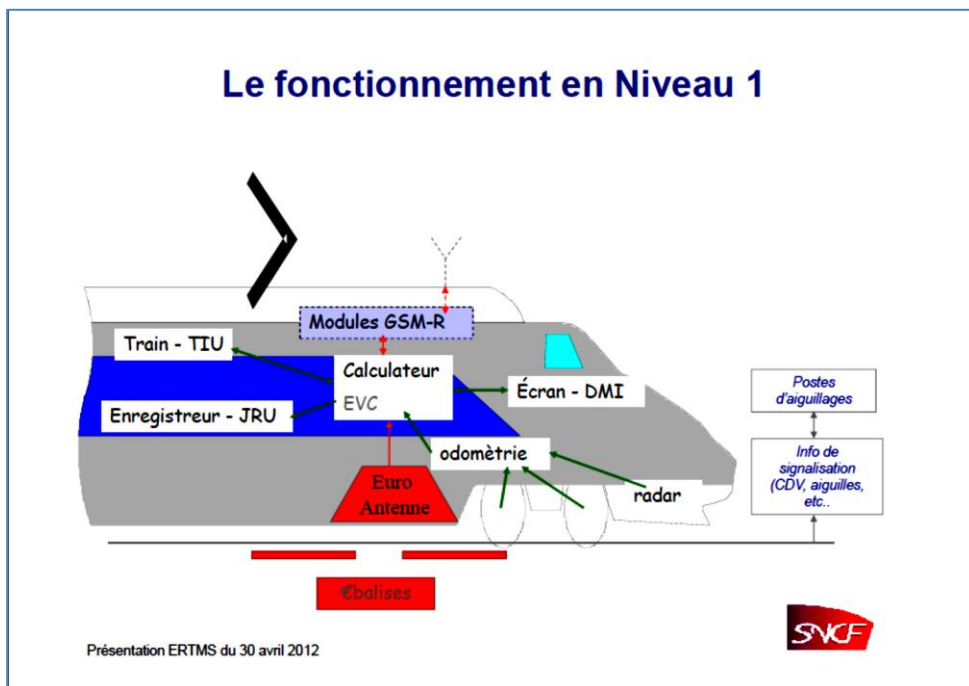 Le fonctionnement en Niveau 1
Modules GSM-R
Train - TIU
Calculateur
EVC
Écran - DMI
Enregistreur - JRU
odomètrie
Euro
Antenne
radar
Postes
d'aiguillages
Info de
signalisation
(CDV, aiguilles,
etc..
€balises
Présentation ERTMS du 30 avril 2012
SNCF